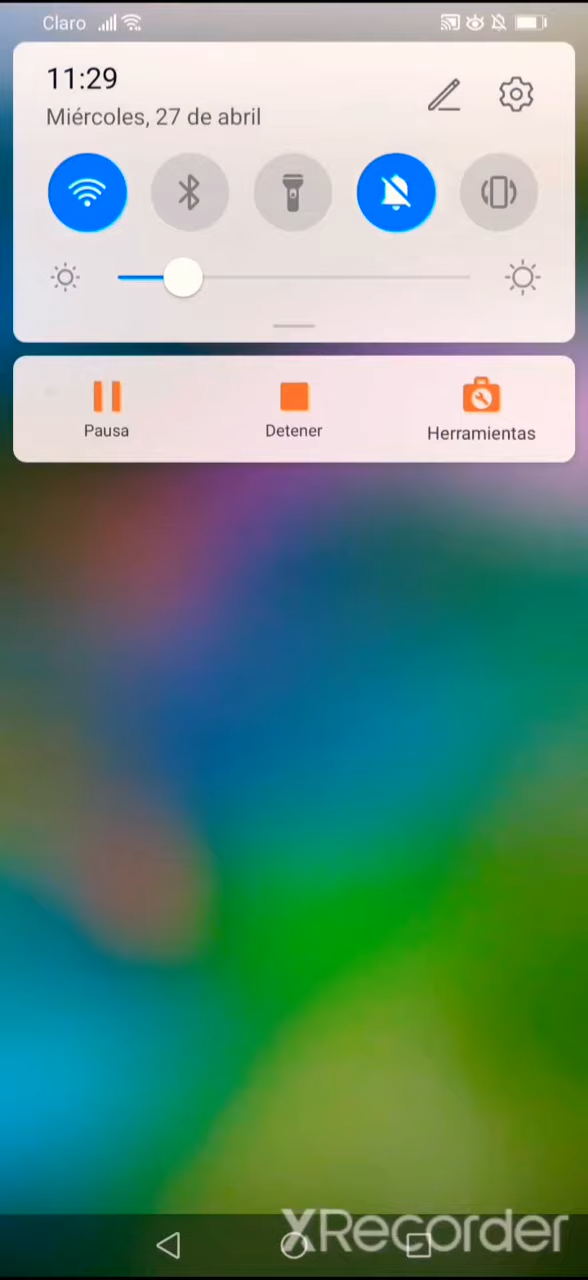 Claro
11:29
Miércoles, 27 de abril
Pausa
Detener
Herramientas
XRecorder